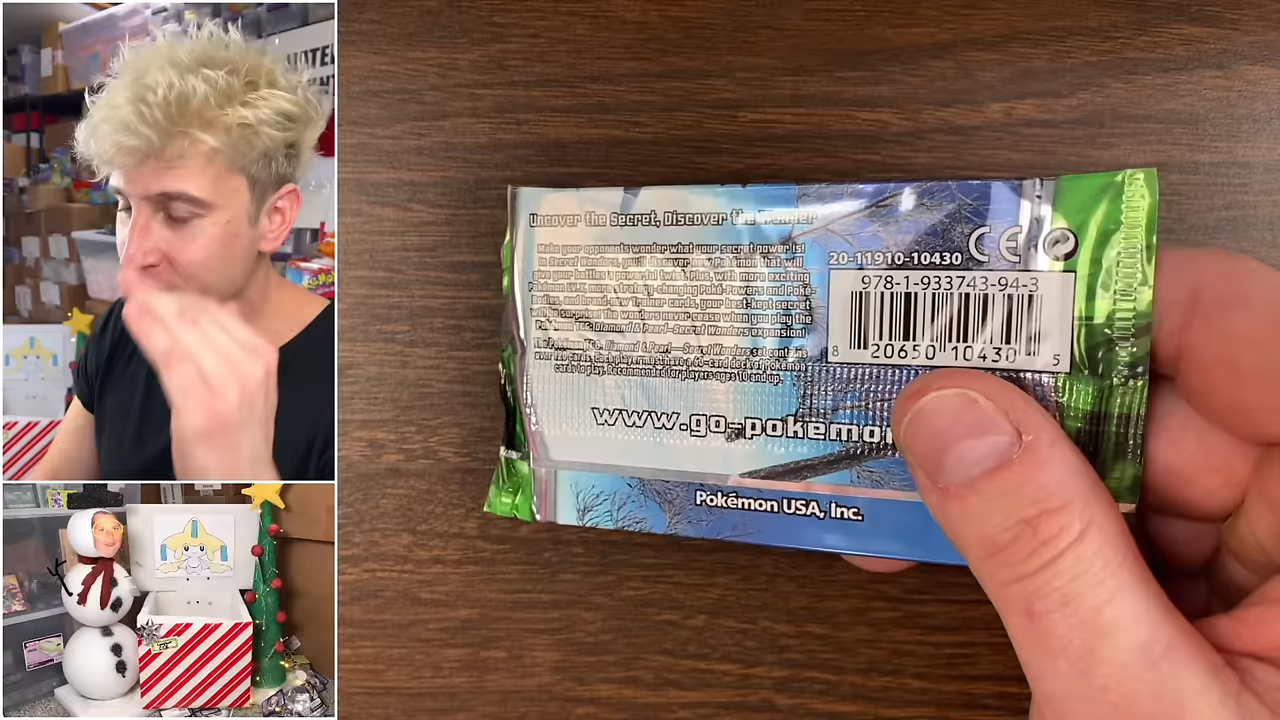 Uncover the Secret, Discover the Wonder
Make your opponents wonder what your secret power is!
In Secret Wonders, you'll discover new Pokémon that will
give your battles a powerful twist. Plus, with more exciting
Pokémon LV.X, more strategy-changing Poké-Powers and Poké-
Bodies, and brand-new Trainer cards, your best-kept secret
will be surprise! The wonders never cease when you play the
Pokémon TCG: Diamond & Pearl—Secret Wonders expansion!
The Pokémon TCG: Diamond & Pearl—Secret Wonders set contains
over 120 cards. Each player must have a 60-card deck of Pokémon
cards to play. Recommended for players ages 10 and up.
www.go-pokemo
Pokémon USA, Inc.
20-11910-10430 CE
978-1-933743-94-3
8 20650 10430 5